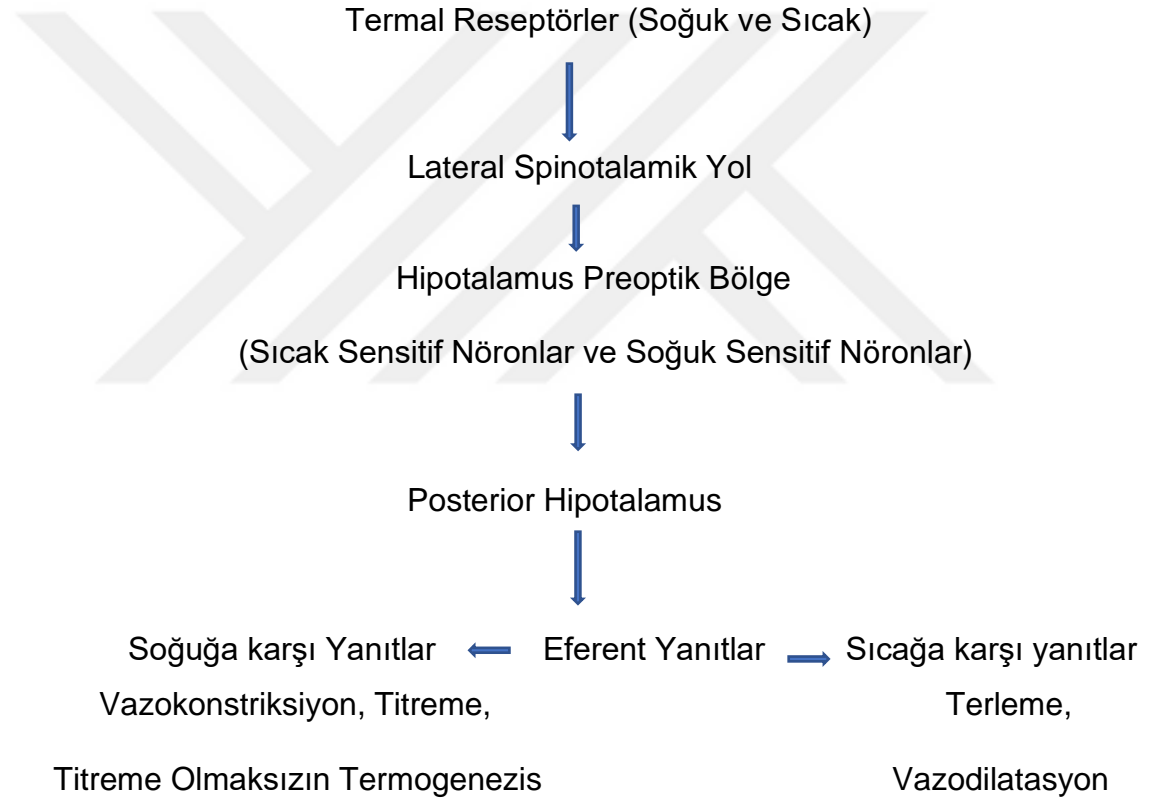 Termal Reseptörler (Soğuk ve Sıcak)
Lateral Spinotalamik Yol
Hipotalamus Preoptik Bölge
(Sıcak Sensitif Nöronlar ve Soğuk Sensitif Nöronlar)
Posterior Hipotalamus
Soğuğa karşı Yanıtlar Eferent Yanıtlar Sıcağa karşı yanıtlar
Vazokonstriksiyon, Titreme, Terleme,
Titreme Olmaksızın Termogenezis Vazodilatasyon